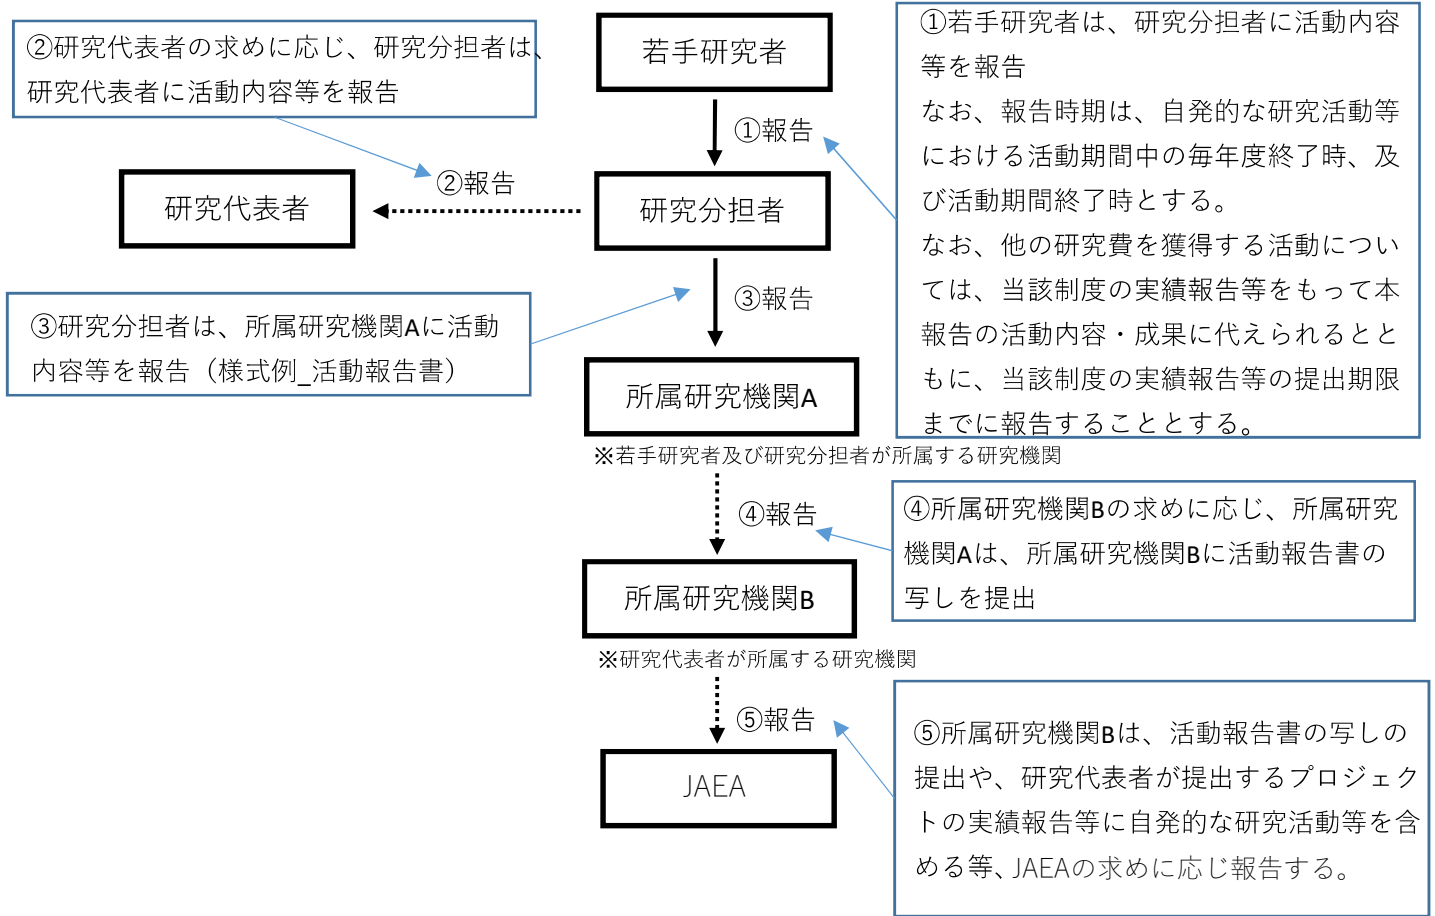 ②研究代表者の求めに応じ、研究分担者は、
研究代表者に活動内容等を報告
若手研究者
①若手研究者は、研究分担者に活動内容
等を報告
なお、報告時期は、自発的な研究活動等
における活動期間中の毎年度終了時、及
び活動期間終了時とする。
なお、他の研究費を獲得する活動につい
ては、当該制度の実績報告等をもって本
報告の活動内容・成果に代えられるとと
もに、当該制度の実績報告等の提出期限
までに報告することとする。
①報告
②報告
研究代表者
研究分担者
③報告
③研究分担者は、所属研究機関Aに活動
内容等を報告（様式例_活動報告書）
所属研究機関A
※若手研究者及び研究分担者が所属する研究機関
④報告
④所属研究機関Bの求めに応じ、所属研究
機関Aは、所属研究機関Bに活動報告書の
写しを提出
所属研究機関B
※研究代表者が所属する研究機関
⑤報告
⑤所属研究機関Bは、活動報告書の写しの
提出や、研究代表者が提出するプロジェク
トの実績報告等に自発的な研究活動等を含
める等、JAEAの求めに応じ報告する。
JAEA